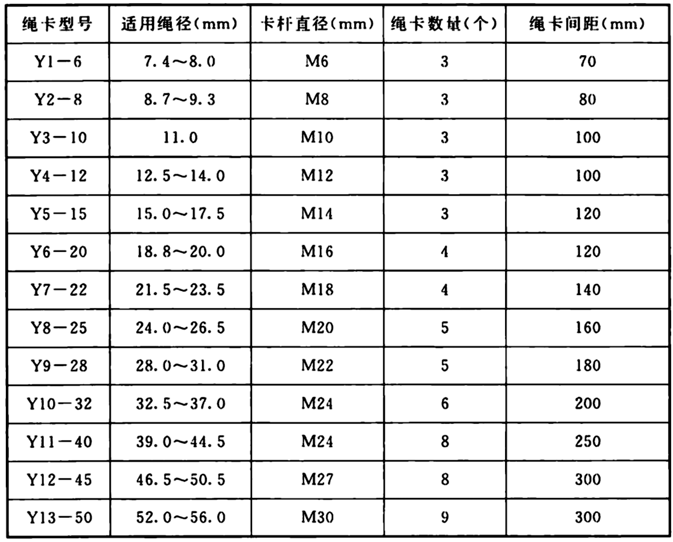 绳卡型号 适用绳径(mm) 卡杆直径(mm) 绳卡数量(个) 绳卡间距(mm)
Y1-6 7.4~8.0 M6 3 70
Y2-8 8.7~9.3 M8 3 80
Y3-10 11.0 M10 3 100
Y4-12 12.5~14.0 M12 3 100
Y5-15 15.0~17.5 M14 3 120
Y6-20 18.8~20.0 M16 4 120
Y7-22 21.5~23.5 M18 4 140
Y8-25 24.0~26.5 M20 5 160
Y9-28 28.0~31.0 M22 5 180
Y10-32 32.5~37.0 M24 6 200
Y11-40 39.0~44.5 M24 8 250
Y12-45 46.5~50.5 M27 8 300
Y13-50 52.0~56.0 M30 9 300